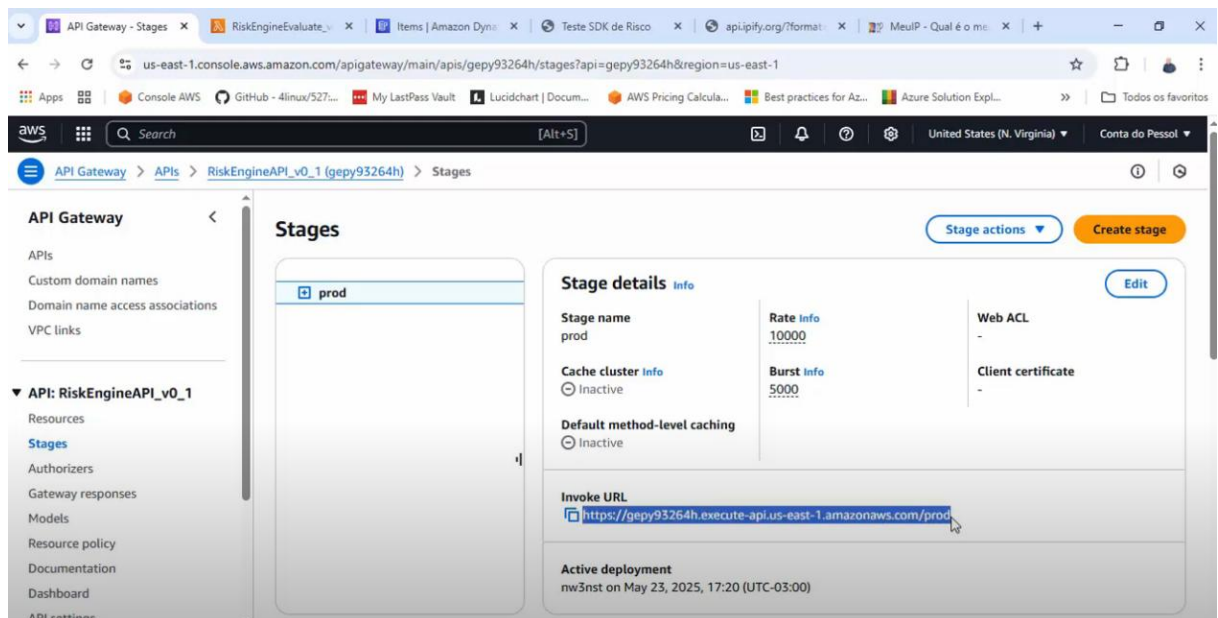 API Gateway - Stages
RiskEngineEvaluate_v
Items | Amazon Dyna
Teste SDK de Risco
api.ipify.org/?format
MeuIP - Qual é o me
us-east-1.console.aws.amazon.com/apigateway/main/apis/gepy93264h/stages?api=gepy93264h&region=us-east-1
Apps
Console AWS
GitHub - 4linux/527:...
My LastPass Vault
Lucidchart | Docum...
AWS Pricing Calcula...
Best practices for Az...
Azure Solution Expl...
»
Todos os favoritos
aws
Search
[Alt+S]
United States (N. Virginia)
Conta do Pessol
API Gateway > APIs > RiskEngineAPI_v0_1 (gepy93264h) > Stages
API Gateway
APIs
Custom domain names
Domain name access associations
VPC links
API: RiskEngineAPI_v0_1
Resources
Stages
Authorizers
Gateway responses
Models
Resource policy
Documentation
Dashboard
API settings
Stages
Stage actions
Create stage
prod
Stage details Info
Edit
Stage name
prod
Rate Info
10000
Web ACL
-
Cache cluster Info
Inactive
Burst Info
5000
Client certificate
-
Default method-level caching
Inactive
Invoke URL
https://gepy93264h.execute-api.us-east-1.amazonaws.com/prod
Active deployment
nw3nst on May 23, 2025, 17:20 (UTC-03:00)